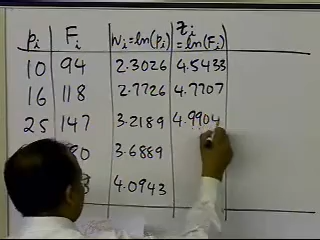 pi Fi wi=ln(pi) zi =ln(Fi)
10 94 2.3026 4.5433
16 118 2.7726 4.7707
25 147 3.2189 4.9904
3.6889
4.0943